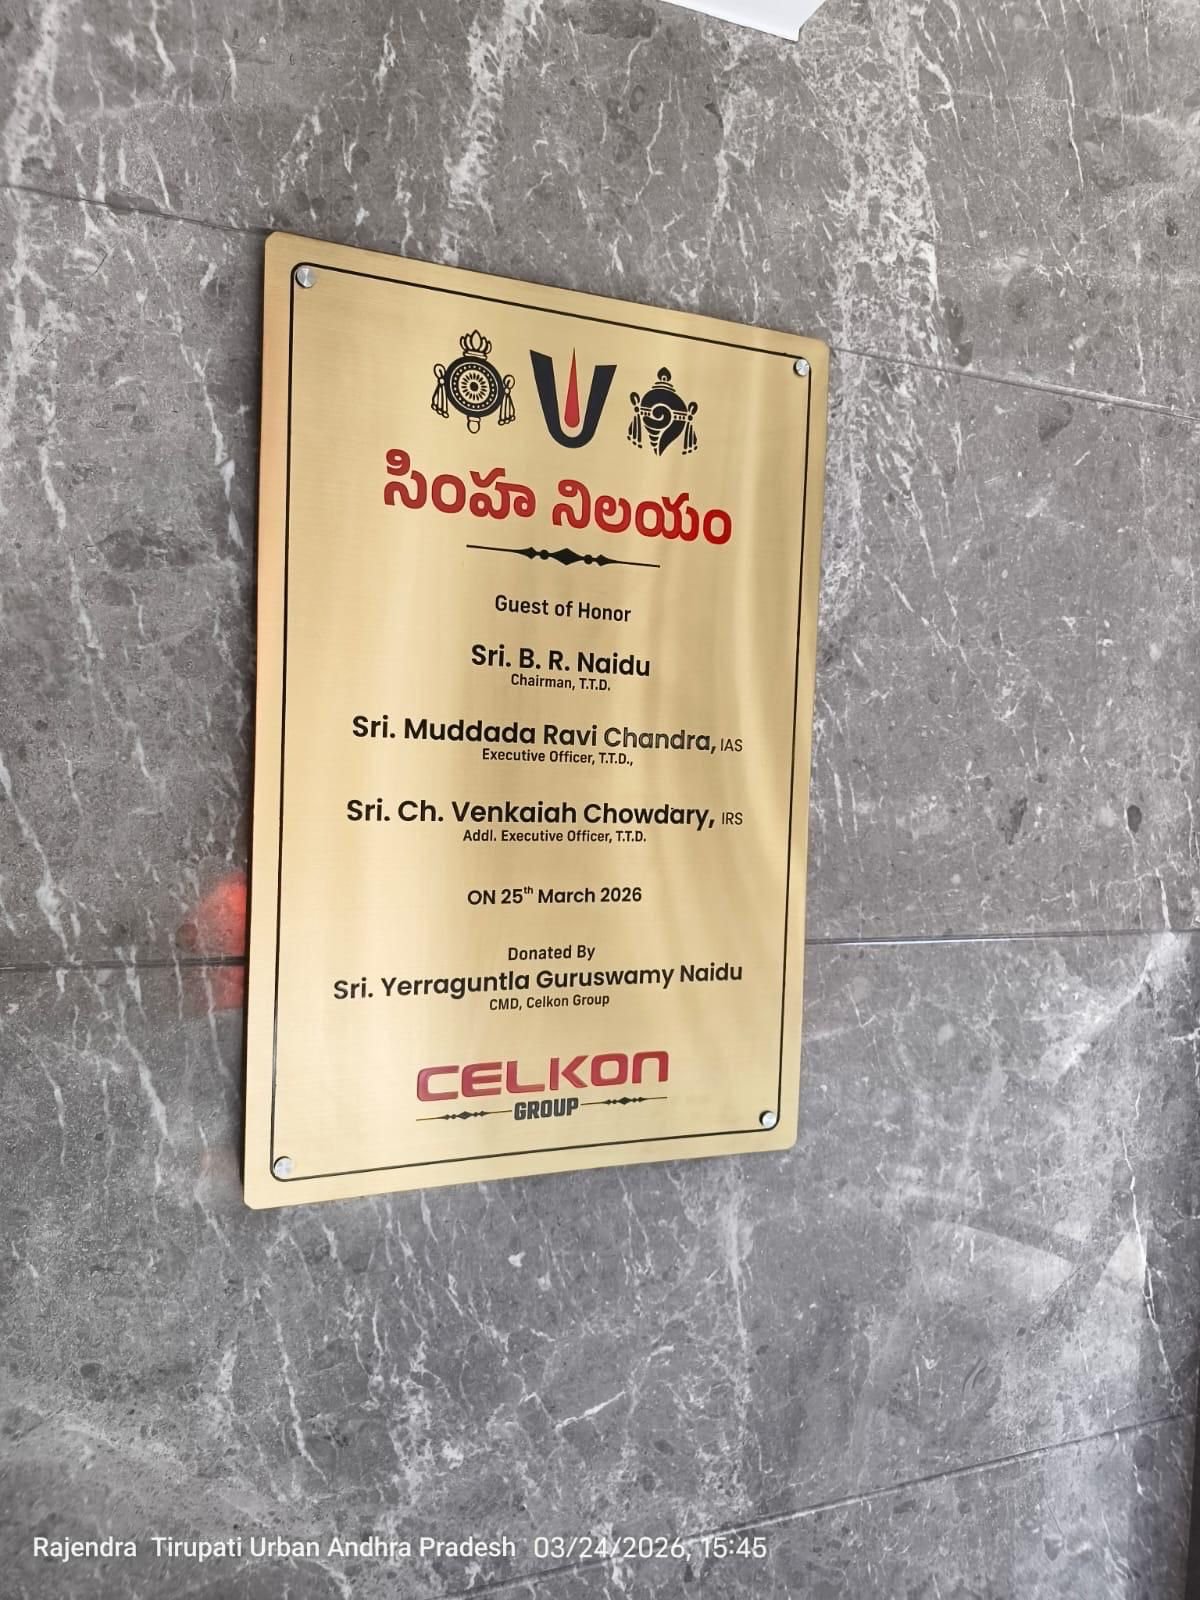 సింహ నిలయం
Guest of Honor
Sri. B. R. Naidu
Chairman, T.T.D.
Sri. Muddada Ravi Chandra, IAS
Executive Officer, T.T.D.,
Sri. Ch. Venkaiah Chowdary, IRS
Addl. Executive Officer, T.T.D.
ON 25th March 2026
Donated By
Sri. Yerraguntla Guruswamy Naidu
CMD, Celkon Group
CELKON
GROUP
Rajendra Tirupati Urban Andhra Pradesh 03/24/2026, 15:45